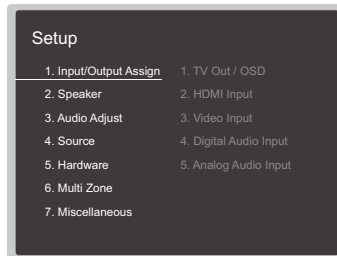 Setup
1. Input/Output Assign
2. Speaker
3. Audio Adjust
4. Source
5. Hardware
6. Multi Zone
7. Miscellaneous
1. TV Out / OSD
2. HDMI Input
3. Video Input
4. Digital Audio Input
5. Analog Audio Input